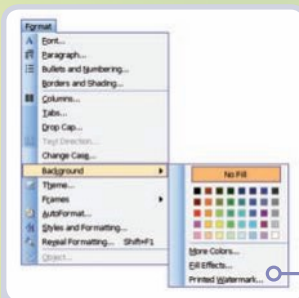 Format
Font...
Paragraph...
Bullets and Numbering...
Borders and Shading...
Columns...
Tabs...
Drop Cap...
Text Direction...
Change Case...
Background
Theme...
Frames
AutoFormat...
Styles and Formatting...
Reveal Formatting... Shift+F1
Object...
No Fill
More Colors...
Fill Effects...
Printed Watermark...